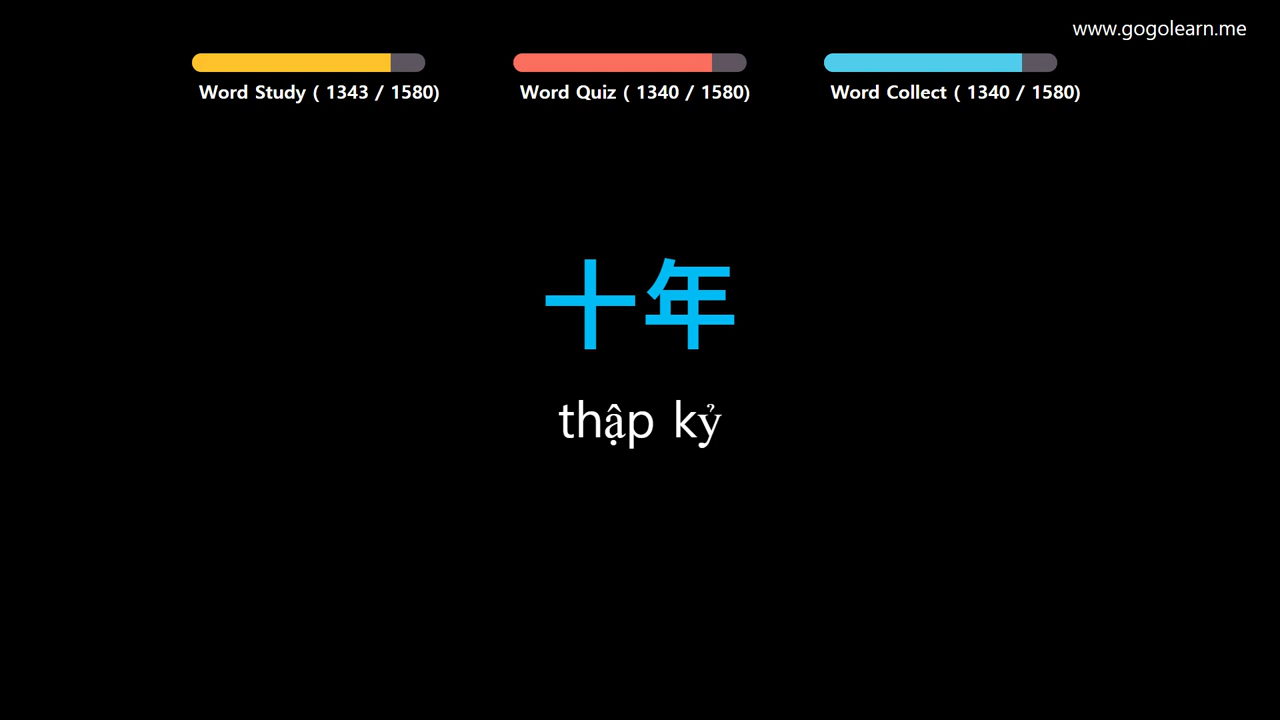 www.gogolearn.me
Word Study ( 1343 / 1580)
Word Quiz ( 1340 / 1580)
Word Collect ( 1340 / 1580)
十年
thập kỷ